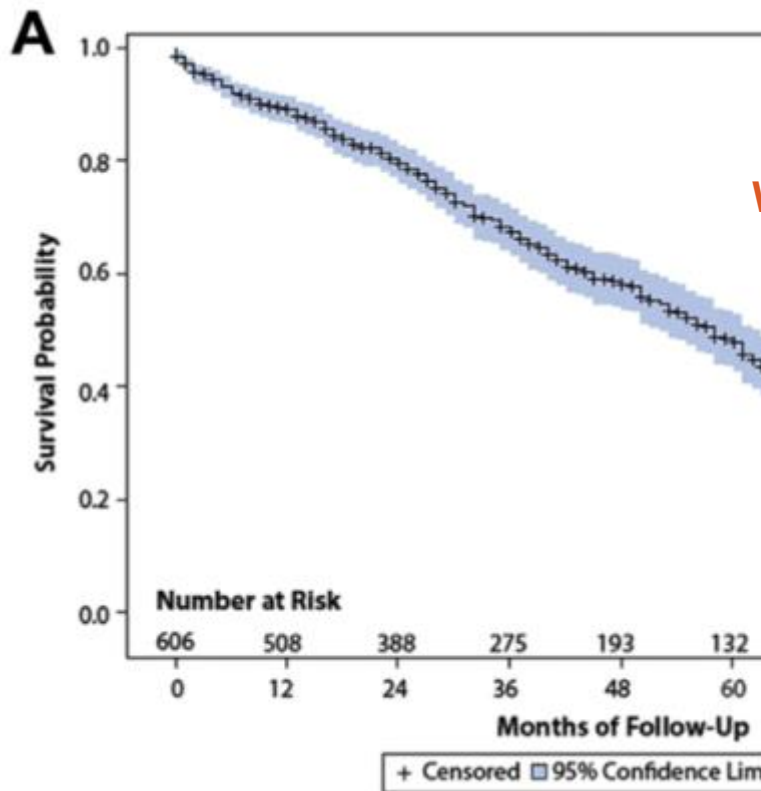 A
1.0
0.8
0.6
0.4
0.2
0.0
Survival Probability
Number at Risk
606 508 388 275 193 132
0 12 24 36 48 60
Months of Follow-Up
+ Censored 95% Confidence Lim